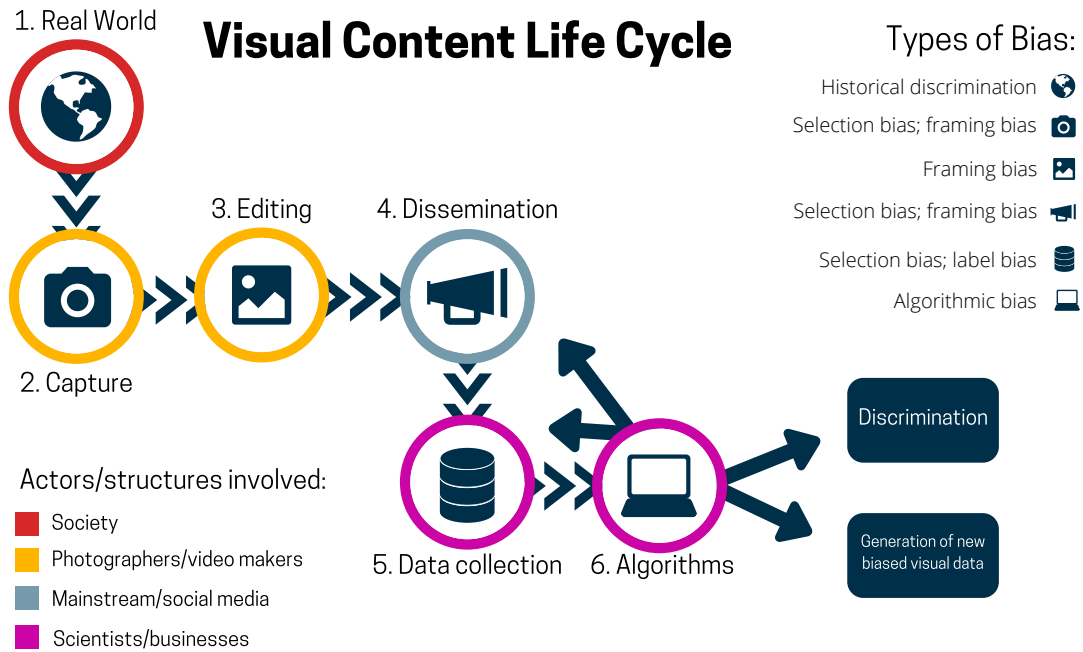 1. Real World
Visual Content Life Cycle
Types of Bias:
Historical discrimination
Selection bias; framing bias
Framing bias
Selection bias; framing bias
Selection bias; label bias
Algorithmic bias
3. Editing
4. Dissemination
2. Capture
Discrimination
Generation of new
biased visual data
5. Data collection
6. Algorithms
Actors/structures involved:
Society
Photographers/video makers
Mainstream/social media
Scientists/businesses